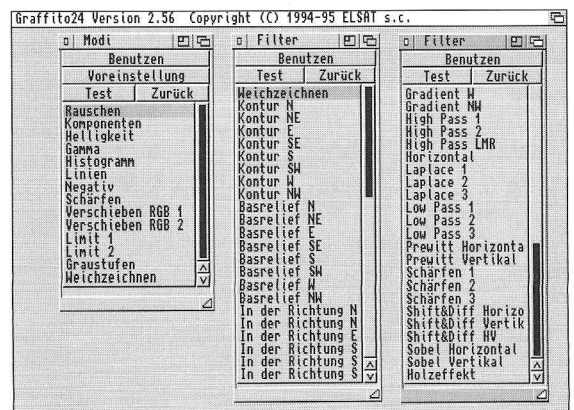 Graffito24 Version 2.56 Copyright (C) 1994-95 ELSAT s.c.
Modi
Benutzen
Voreinstellung
Test Zurück
Rauschen
Komponenten
Helligkeit
Gamma
Histogramm
Linien
Negativ
Schärfen
Verschieben RGB 1
Verschieben RGB 2
Limit 1
Limit 2
Graustufen
Weichzeichnen
Filter
Benutzen
Test Zurück
Weichzeichnen
Kontur N
Kontur NE
Kontur E
Kontur SE
Kontur S
Kontur SW
Kontur W
Kontur NW
Basrelief N
Basrelief NE
Basrelief E
Basrelief SE
Basrelief S
Basrelief SW
Basrelief W
Basrelief NW
In der Richtung N
In der Richtung N
In der Richtung E
In der Richtung S
In der Richtung S
In der Richtung S
Filter
Benutzen
Test Zurück
Gradient W
Gradient NW
High Pass 1
High Pass 2
High Pass LMR
Horizontal
Laplace 1
Laplace 2
Laplace 3
Low Pass 1
Low Pass 2
Low Pass 3
Prewitt Horizonta
Prewitt Vertikal
Schärfen 1
Schärfen 2
Schärfen 3
Shift&Diff Horizo
Shift&Diff Vertik
Shift&Diff HV
Sobel Horizontal
Sobel Vertikal
Holzeffekt